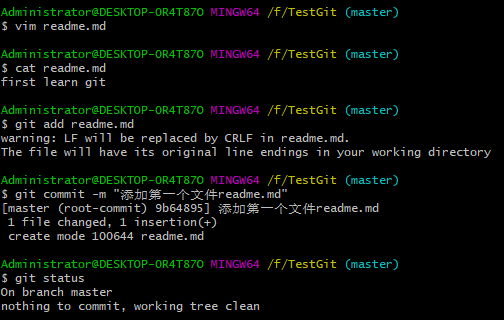 Administrator@DESKTOP-0R4T87O MINGW64 /f/TestGit (master)
$ vim readme.md
Administrator@DESKTOP-0R4T87O MINGW64 /f/TestGit (master)
$ cat readme.md
first learn git
Administrator@DESKTOP-0R4T87O MINGW64 /f/TestGit (master)
$ git add readme.md
warning: LF will be replaced by CRLF in readme.md.
The file will have its original line endings in your working directory
Administrator@DESKTOP-0R4T87O MINGW64 /f/TestGit (master)
$ git commit -m "添加第一个文件readme.md"
[master (root-commit) 9b64895] 添加第一个文件readme.md
1 file changed, 1 insertion(+)
create mode 100644 readme.md
Administrator@DESKTOP-0R4T87O MINGW64 /f/TestGit (master)
$ git status
On branch master
nothing to commit, working tree clean